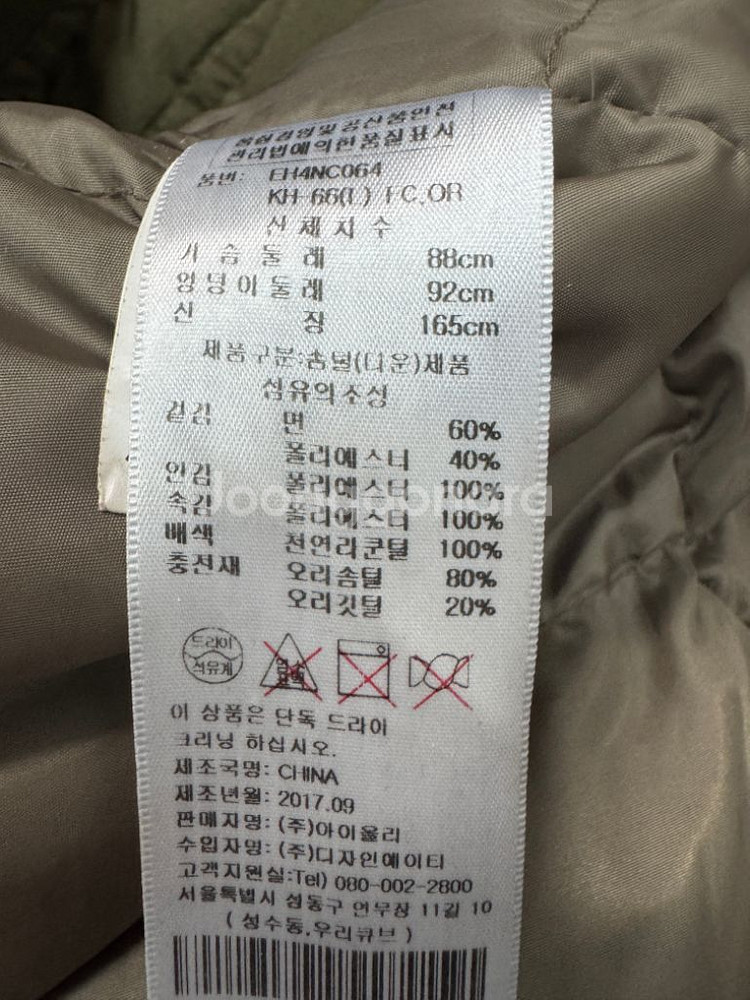 품질경영및공산품안전
관리법에의한품질표시
품번: EH4NC064
KH-65(L) FC.OR
신체치수
가슴둘레 88cm
엉덩이둘레 92cm
신장 165cm
제품구분:솜털(다운)제품
섬유의조성
겉감 면 60%
폴리에스터 40%
안감 폴리에스터 100%
속감 폴리에스터 100%
배색 천연라쿤털 100%
충전재 오리솜털 80%
오리깃털 20%
드라이
석유계
염소
표백
이 상품은 단독 드라이
크리닝 하십시오.
제조국명: CHINA
제조년월: 2017.09
판매자명: (주)아이올리
수입자명: (주)디자인에이티
고객지원실:Tel) 080-002-2800
서울특별시 성동구 연무장 11길 10
(성수동,우리큐브)